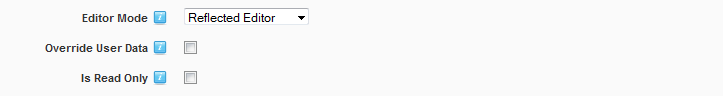 Editor Mode Reflected Editor
Override User Data
Is Read Only